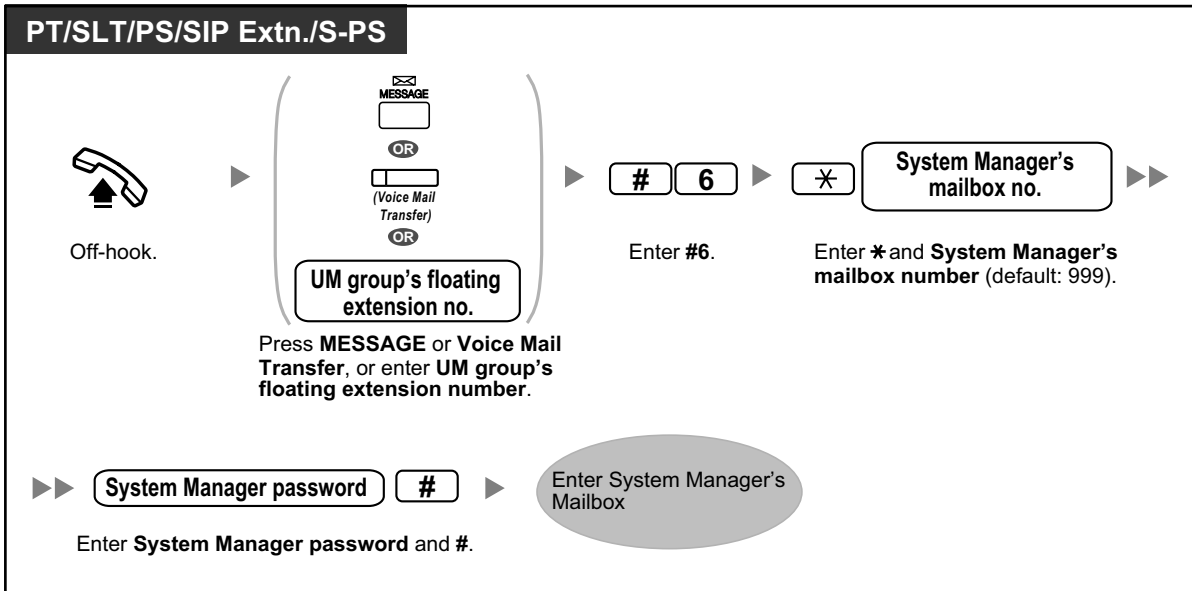 PT/SLT/PS/SIP Extn./S-PS
MESSAGE
OR
(Voice Mail
Transfer)
OR
UM group's floating
extension no.
# 6
* System Manager's
mailbox no.
Off-hook.
Press MESSAGE or Voice Mail
Transfer, or enter UM group's
floating extension number.
Enter #6.
Enter * and System Manager's
mailbox number (default: 999).
System Manager password #
Enter System Manager password and #.
Enter System Manager's
Mailbox